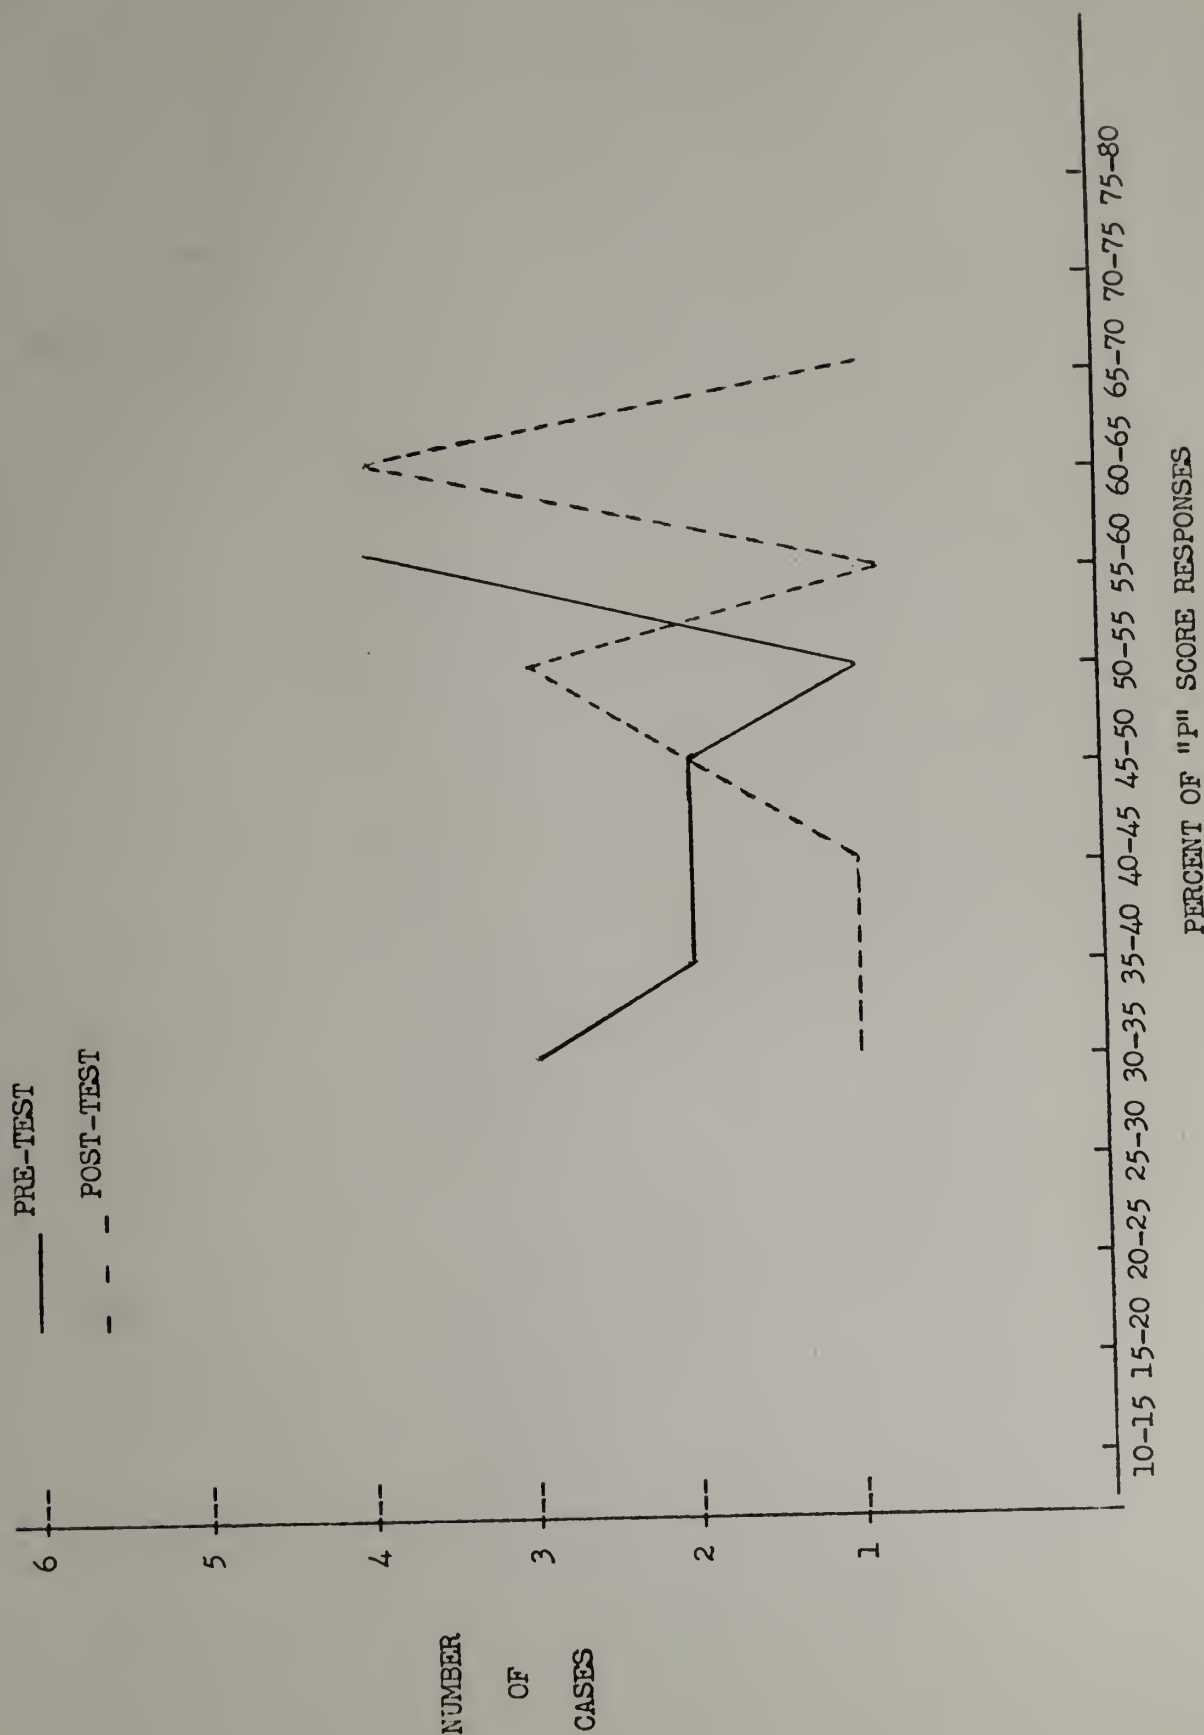 PRE-TEST
POST-TEST
6
5
4
3
2
1
NUMBER
OF
CASES
10-15 15-20 20-25 25-30 30-35 35-40 40-45 45-50 50-55 55-60 60-65 65-70 70-75 75-80
PERCENT OF "P" SCORE RESPONSES